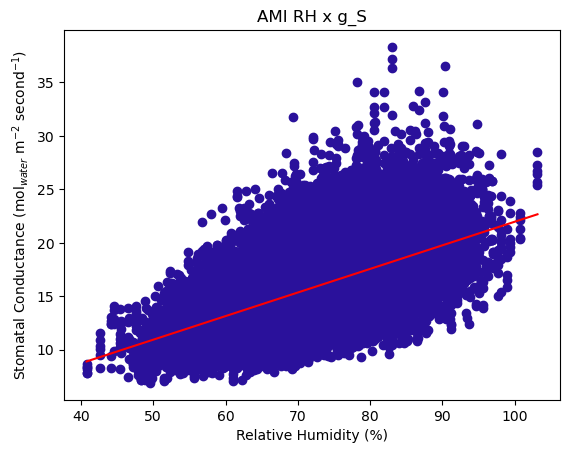 AMI RH x g_S
Stomatal Conductance (mol_water m⁻² second⁻¹)
35
30
25
20
15
10
40 50 60 70 80 90 100
Relative Humidity (%)